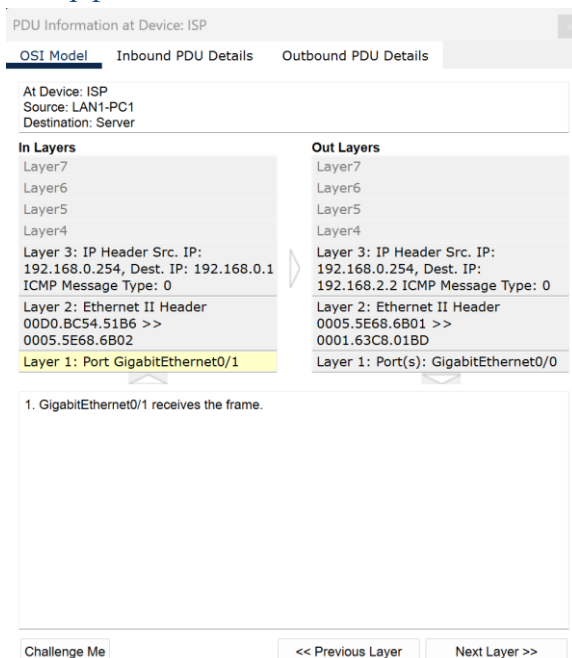 PDU Information at Device: ISP
OSI Model Inbound PDU Details Outbound PDU Details
At Device: ISP
Source: LAN1-PC1
Destination: Server
In Layers
Layer7
Layer6
Layer5
Layer4
Layer 3: IP Header Src. IP:
192.168.0.254, Dest. IP: 192.168.0.1
ICMP Message Type: 0
Layer 2: Ethernet II Header
00D0.BC54.51B6 >>
0005.5E68.6B02
Layer 1: Port GigabitEthernet0/1
Out Layers
Layer7
Layer6
Layer5
Layer4
Layer 3: IP Header Src. IP:
192.168.0.254, Dest. IP:
192.168.2.2 ICMP Message Type: 0
Layer 2: Ethernet II Header
0005.5E68.6B01 >>
0001.63C8.01BD
Layer 1: Port(s): GigabitEthernet0/0
1. GigabitEthernet0/1 receives the frame.
Challenge Me << Previous Layer Next Layer >>